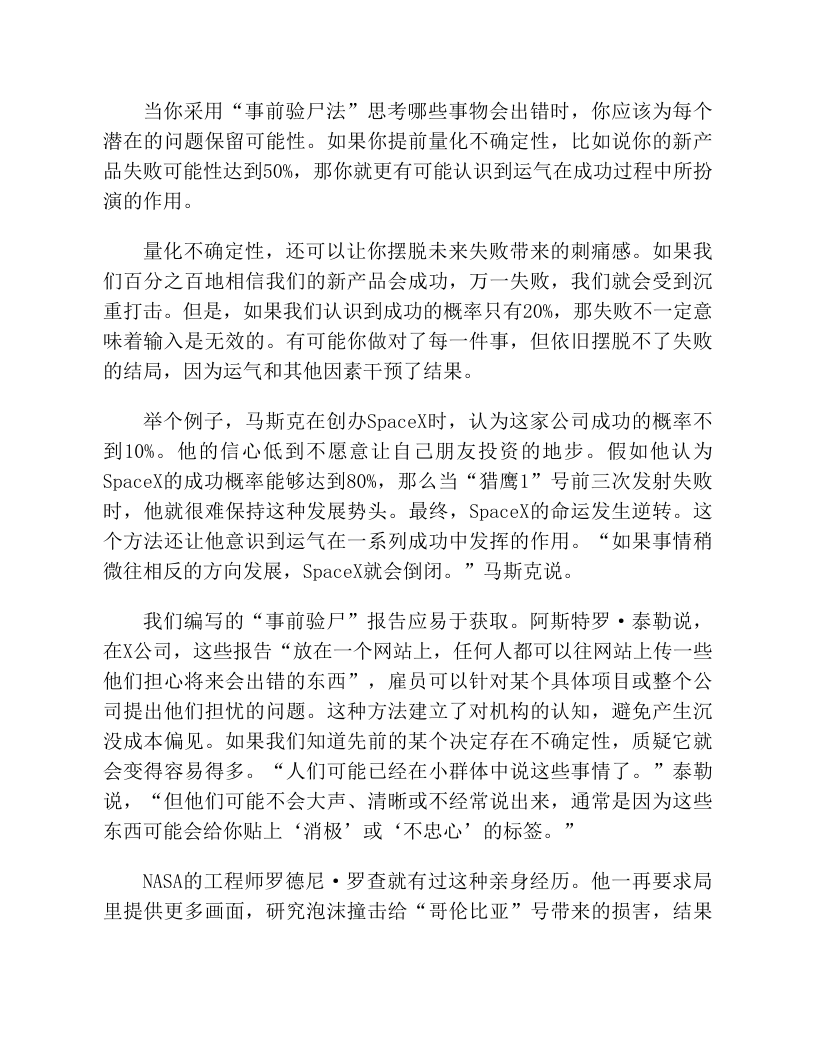 当你采用“事前验尸法”思考哪些事物会出错时，你应该为每个
潜在的问题保留可能性。如果你提前量化不确定性，比如说你的新产
品失败可能性达到50%，那你就更有可能认识到运气在成功过程中所扮
演的作用。
量化不确定性，还可以让你摆脱未来失败带来的刺痛感。如果我
们百分之百地相信我们的新产品会成功，万一失败，我们就会受到沉
重打击。但是，如果我们认识到成功的概率只有20%，那失败不一定意
味着输入是无效的。有可能你做对了每一件事，但依旧摆脱不了失败
的结局，因为运气和其他因素干预了结果。
举个例子，马斯克在创办SpaceX时，认为这家公司成功的概率不
到10%。他的信心低到不愿意让自己朋友投资的地步。假如他认为
SpaceX的成功概率能够达到80%，那么当“猎鹰1”号前三次发射失败
时，他就很难保持这种发展势头。最终，SpaceX的命运发生逆转。这
个方法还让他意识到运气在一系列成功中发挥的作用。“如果事情稍
微往相反的方向发展，SpaceX就会倒闭。”马斯克说。
我们编写的“事前验尸”报告应易于获取。阿斯特罗·泰勒说，
在X公司，这些报告“放在一个网站上，任何人都可以往网站上传一些
他们担心将来会出错的东西”，雇员可以针对某个具体项目或整个公
司提出他们担忧的问题。这种方法建立了对机构的认知，避免产生沉
没成本偏见。如果我们知道先前的某个决定存在不确定性，质疑它就
会变得容易得多。“人们可能已经在小群体中说这些事情了。”泰勒
说，“但他们可能不会大声、清晰或不经常说出来，通常是因为这些
东西可能会给你贴上‘消极’或‘不忠心’的标签。”
NASA的工程师罗德尼·罗查就有过这种亲身经历。他一再要求局
里提供更多画面，研究泡沫撞击给“哥伦比亚”号带来的损害，结果